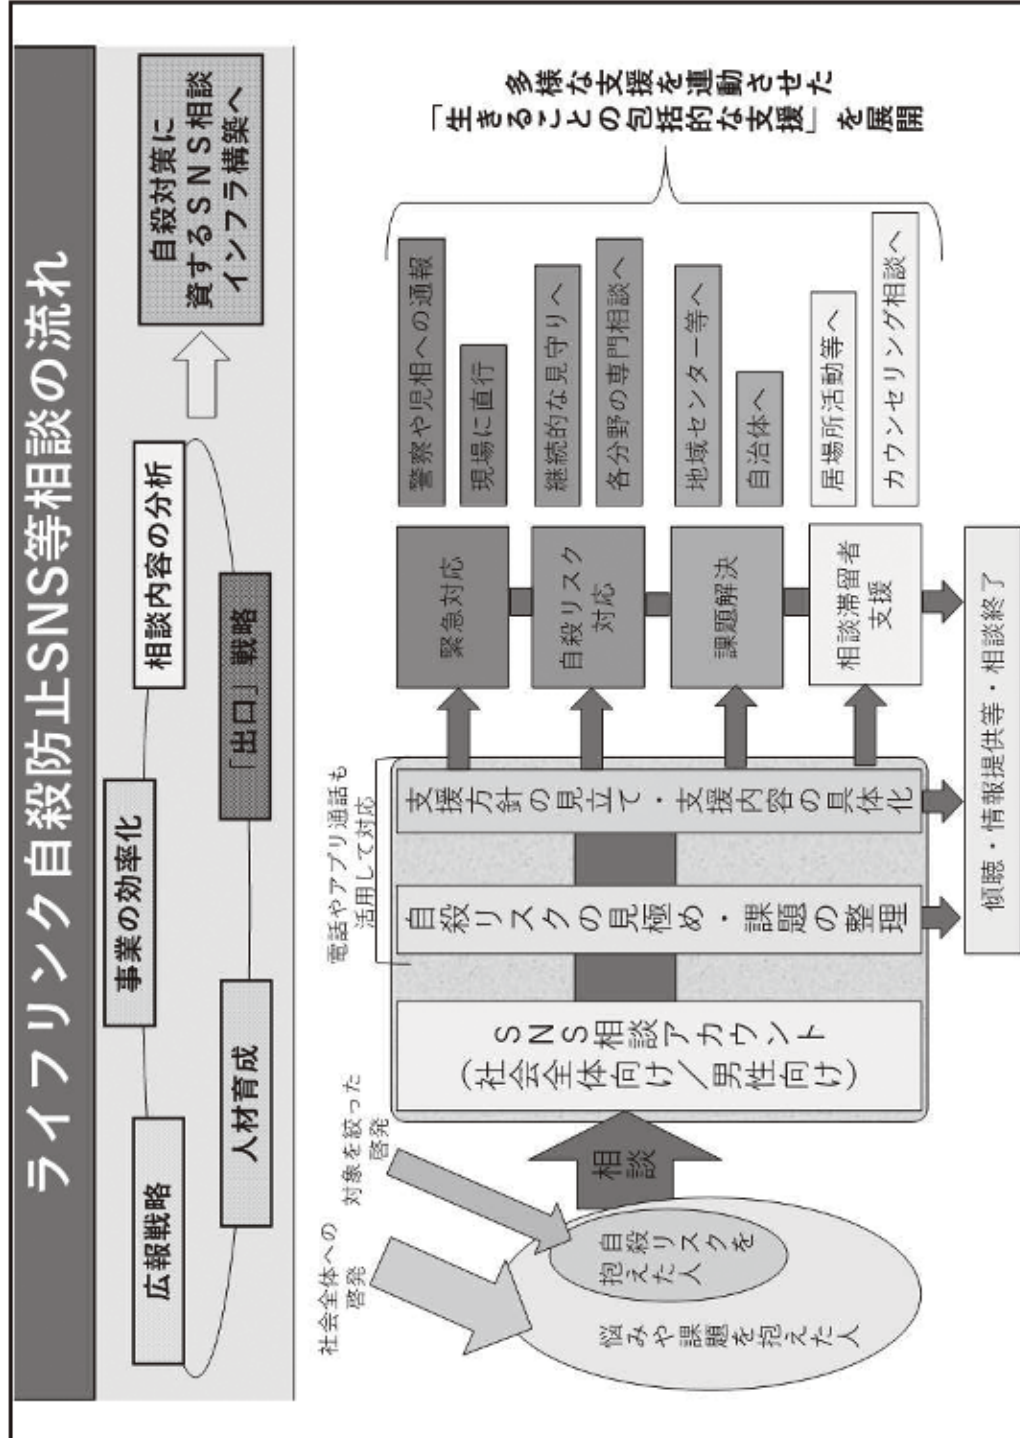 ライフリンク自殺防止SNS等相談の流れ
広報戦略
事業の効率化
相談内容の分析
人材育成
「出口」戦略
自殺対策に
資するSNS相談
インフラ構築へ
社会全体への
啓発
対象を絞った
啓発
悩みや課題を抱えた人
自殺リスクを
抱えた人
相談
SNS相談アカウント
(社会全体向け/男性向け)
電話やアプリ通話も
活用して対応
自殺リスクの見極め・課題の整理
支援方針の見立て・支援内容の具体化
緊急対応
警察や児相への通報
現場に直行
自殺リスク
対応
継続的な見守りへ
各分野の専門相談へ
課題解決
地域センター等へ
自治体へ
相談滞留者
支援
居場所活動等へ
カウンセリング相談へ
傾聴・情報提供等・相談終了
多様な支援を連動させた
「生きることの包括的な支援」を展開